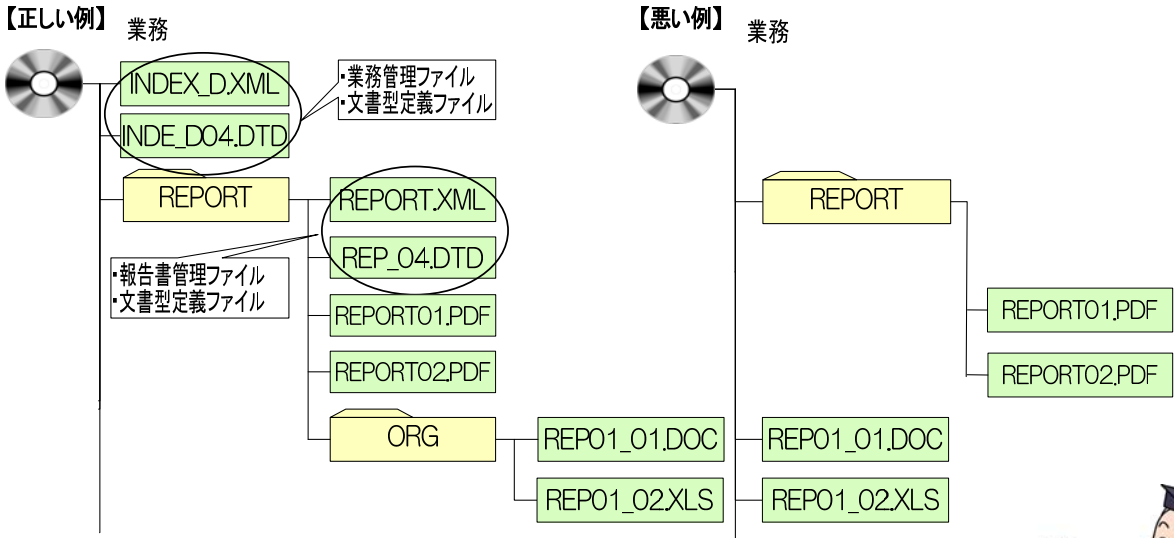 【正しい例】
業務
INDEX_D.XML
INDE_D04.DTD
・業務管理ファイル
・文書型定義ファイル
REPORT
REPORT.XML
REP_04.DTD
・報告書管理ファイル
・文書型定義ファイル
REPORT01.PDF
REPORT02.PDF
ORG
REP01_01.DOC
REP01_02.XLS
【悪い例】
業務
REPORT
REPORT01.PDF
REPORT02.PDF
REP01_01.DOC
REP01_02.XLS